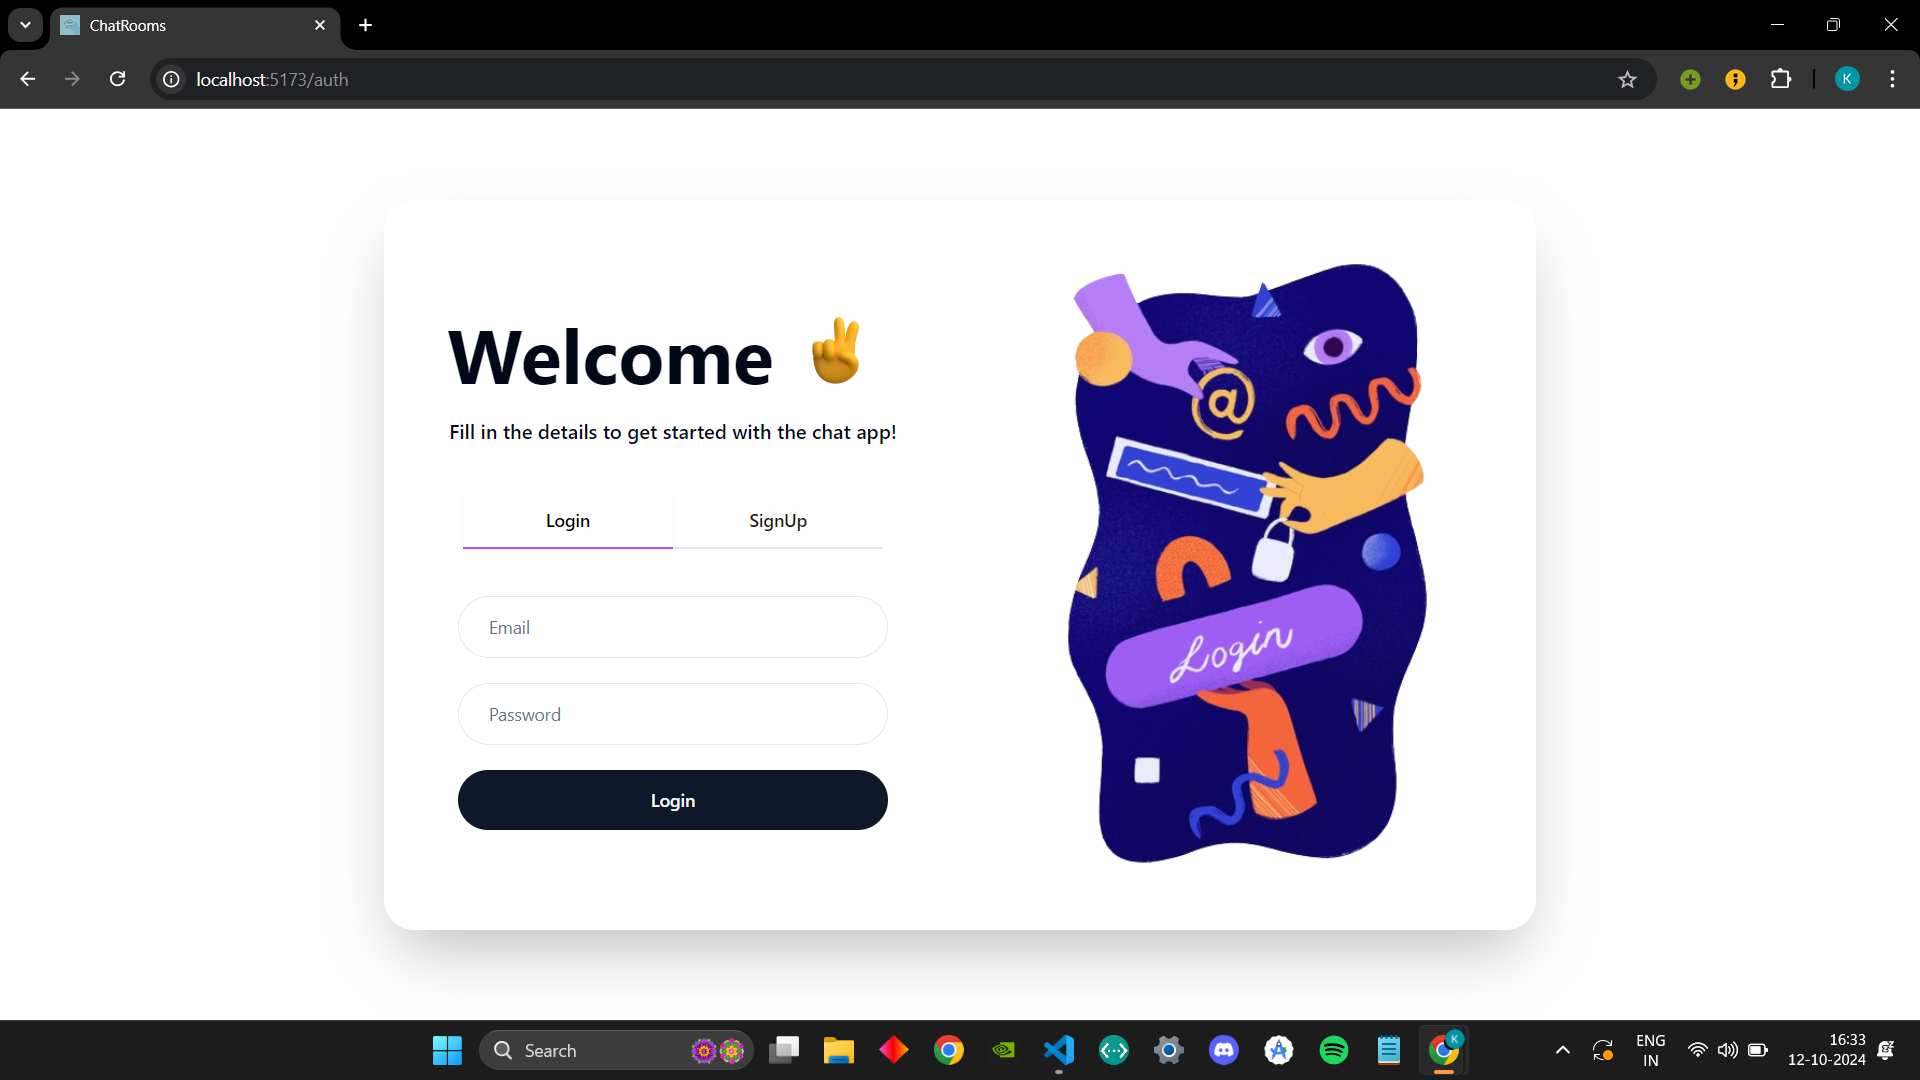 ChatRooms
localhost:5173/auth
K
Welcome ✌
Fill in the details to get started with the chat app!
Login
SignUp
Email
Password
Login
@
Login
Search
K
ENG
IN
16:33
12-10-2024